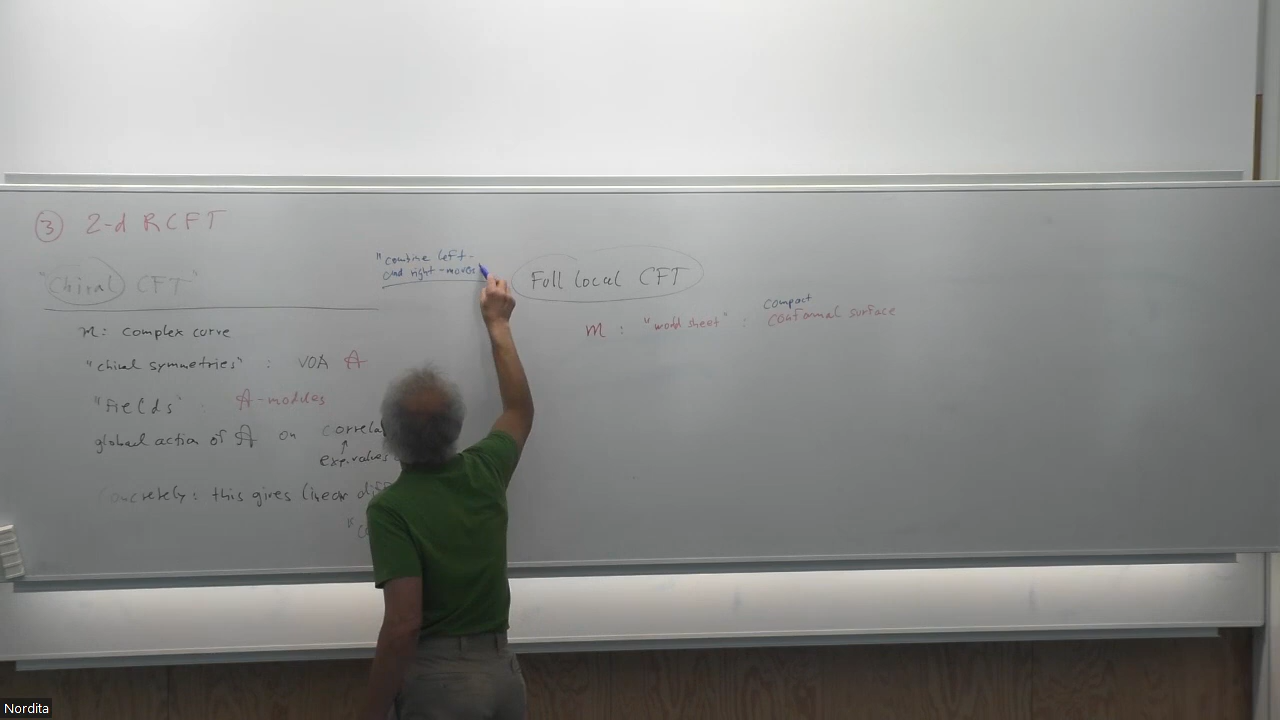 ③ 2-d RCFT
"Chiral CFT"
M: complex curve
"chiral symmetries" : VOA A
"fields" : A-modules
global action of A on correla
↑
exp.values
Concretely: this gives linear diff
"combine left-
and right-movers
Full local CFT
compact
M : "world sheet" : conformal surface
Nordita